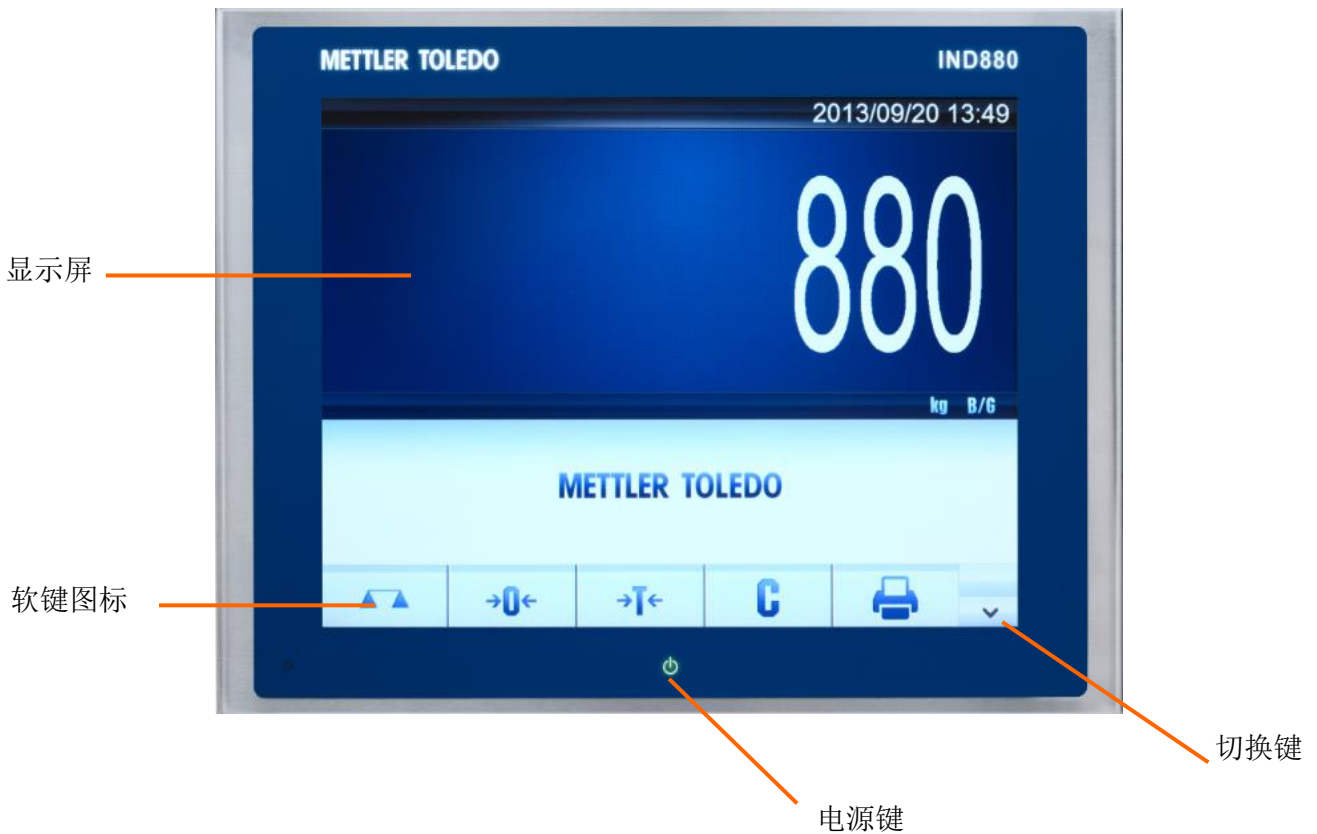 METTLER TOLEDO
IND880
2013/09/20 13:49
880
显示屏
kg B/G
METTLER TOLEDO
软键图标
→0←
→T←
C
切换键
电源键